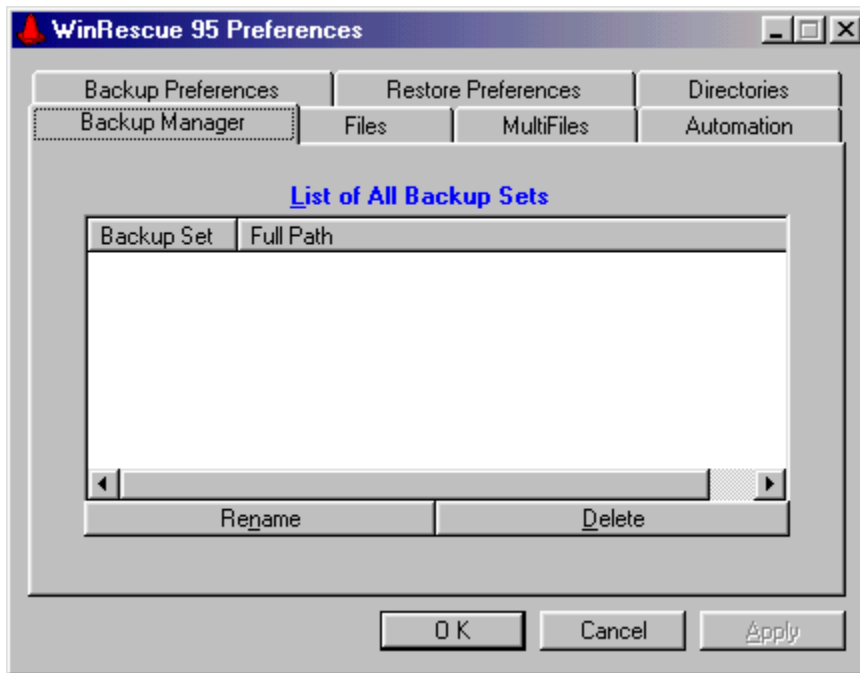 WinRescue 95 Preferences
Backup Preferences Restore Preferences Directories
Backup Manager Files MultiFiles Automation
List of All Backup Sets
Backup Set Full Path
Rename Delete
O K Cancel Apply